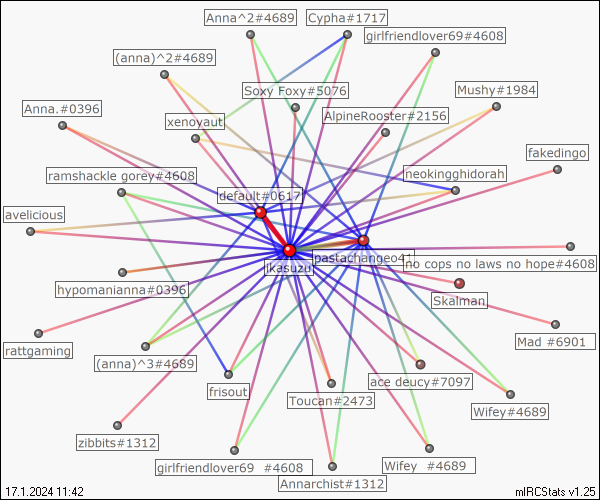 Anna^2#4689
Cypha#1717
girlfriendlover69#4608
(anna)^2#4689
Soxy Foxy#5076
Mushy#1984
Anna.#0396
AlpineRooster#2156
xenoyaut
fakedingo
ramshackle gorey#4608
neokingghidorah
default#0617
avelicious
pastachangeo41
no cops no laws no hope#4608
ikasuzu
hypomanianna#0396
Skalman
rattgaming
Mad #6901
(anna)^3#4689
ace deucy#7097
frisout
Toucan#2473
Wifey#4689
zibbits#1312
girlfriendlover69 #4608
Wifey #4689
Annarchist#1312
17.1.2024 11:42
mIRCStats v1.25